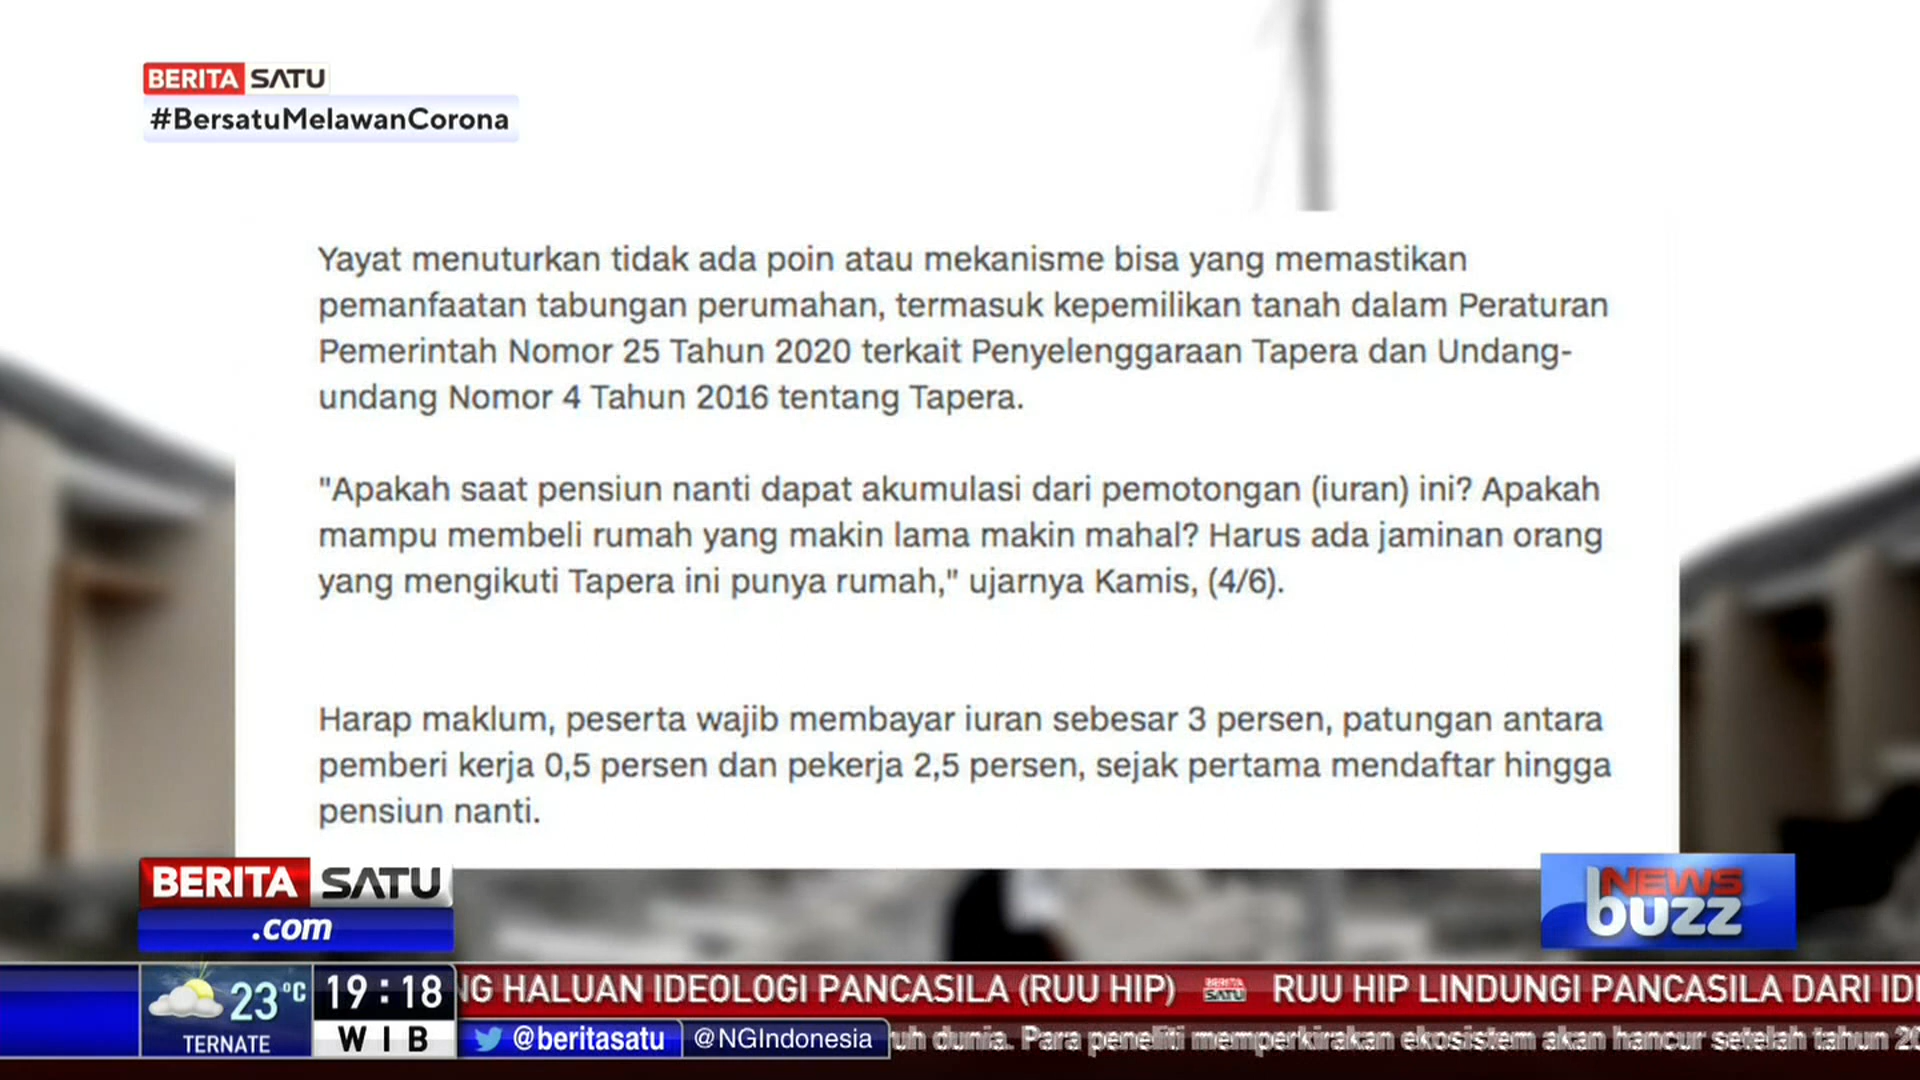 BERITA SATU
#BersatuMelawanCorona
Yayat menuturkan tidak ada poin atau mekanisme bisa yang memastikan
pemanfaatan tabungan perumahan, termasuk kepemilikan tanah dalam Peraturan
Pemerintah Nomor 25 Tahun 2020 terkait Penyelenggaraan Tapera dan Undang-
undang Nomor 4 Tahun 2016 tentang Tapera.
"Apakah saat pensiun nanti dapat akumulasi dari pemotongan (iuran) ini? Apakah
mampu membeli rumah yang makin lama makin mahal? Harus ada jaminan orang
yang mengikuti Tapera ini punya rumah," ujarnya Kamis, (4/6).
Harap maklum, peserta wajib membayar iuran sebesar 3 persen, patungan antara
pemberi kerja 0,5 persen dan pekerja 2,5 persen, sejak pertama mendaftar hingga
pensiun nanti.
BERITA SATU
.com
NEWS
buzz
23°C
TERNATE
19:18
WIB
NG HALUAN IDEOLOGI PANCASILA (RUU HIP) BERITA SATU RUU HIP LINDUNGI PANCASILA DARI IDE
@beritasatu @NGIndonesia uh dunia. Para peneliti memperkirakan ekosistem akan hancur setelah tahun 20